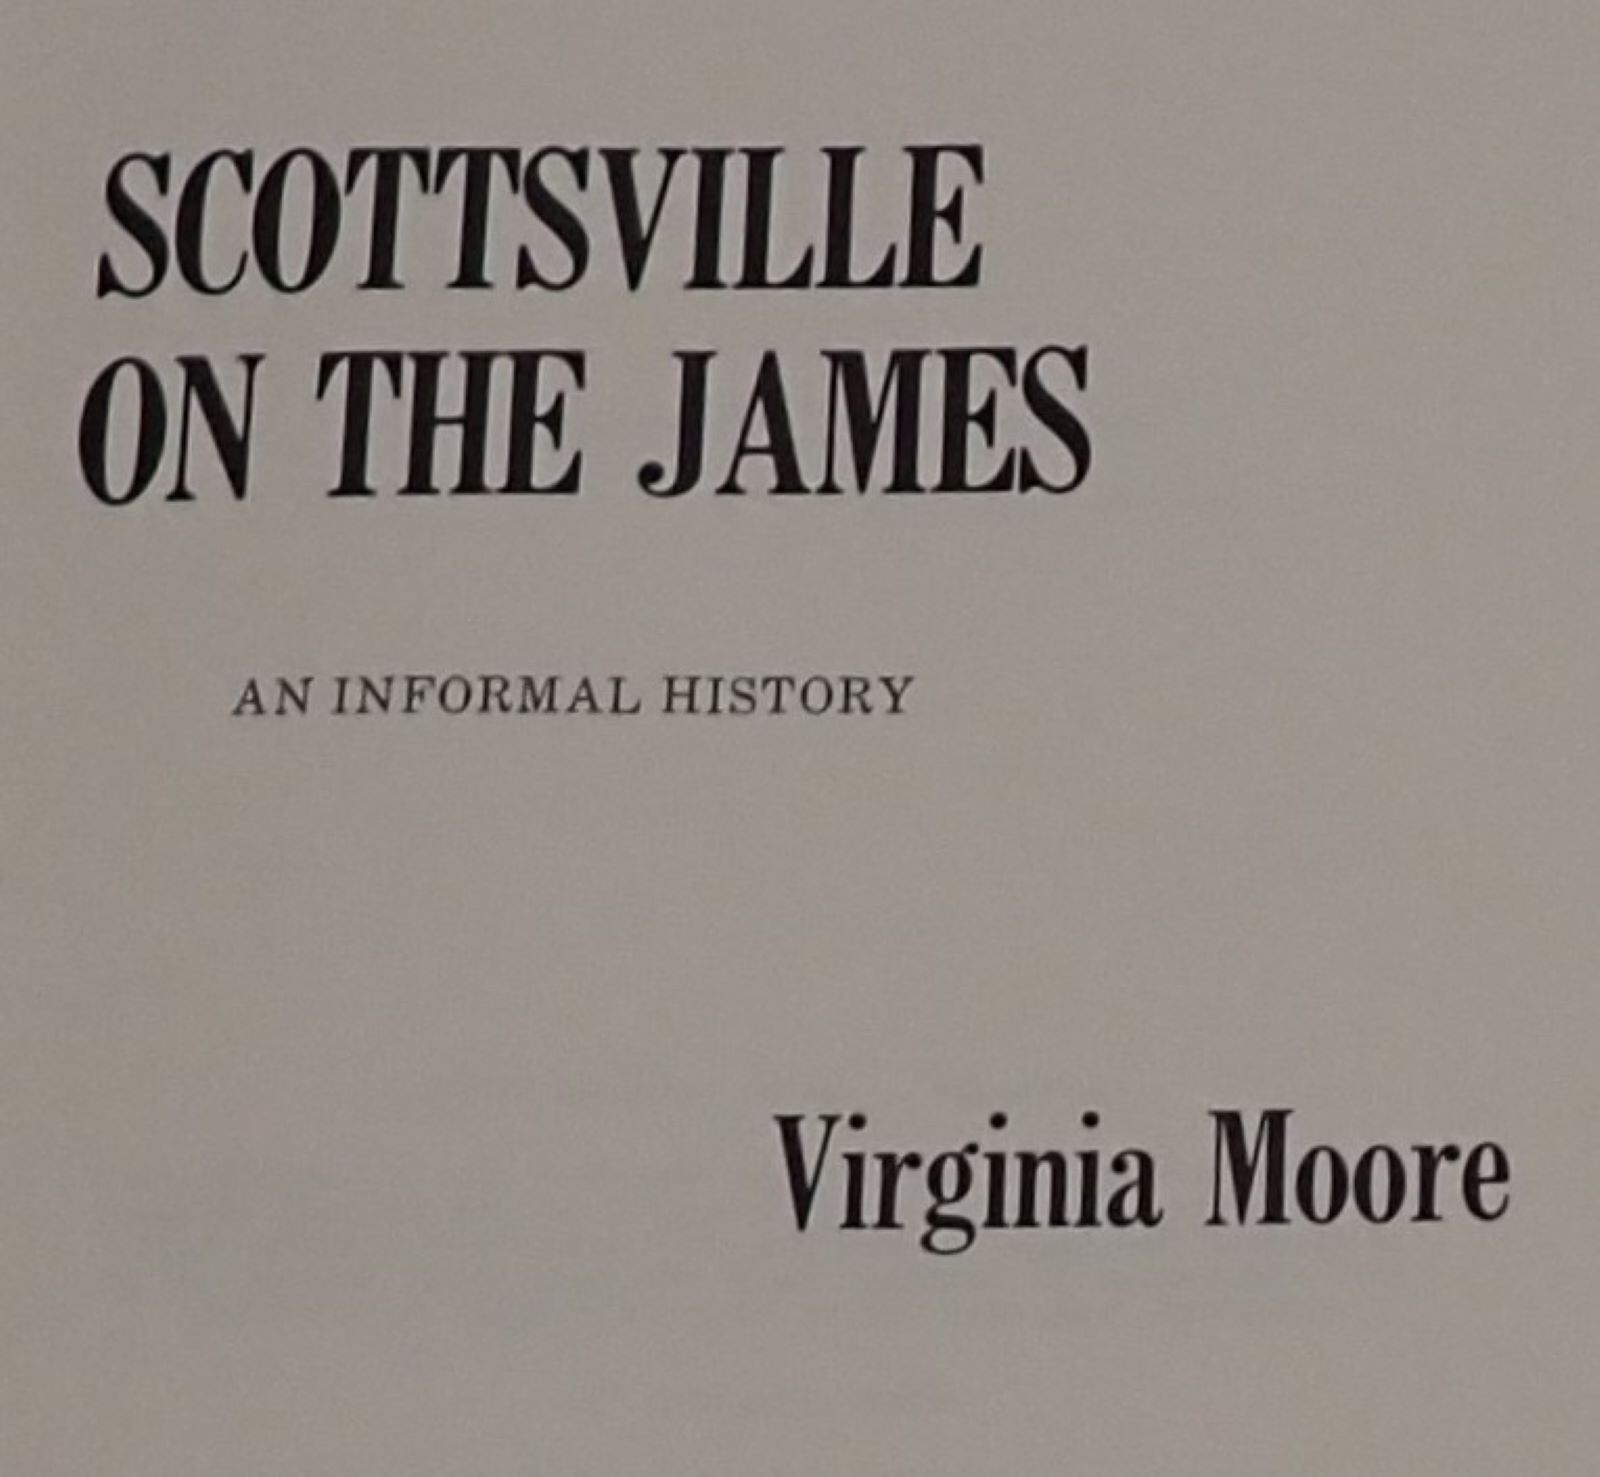 SCOTTSVILLE
ON THE JAMES
AN INFORMAL HISTORY
Virginia Moore